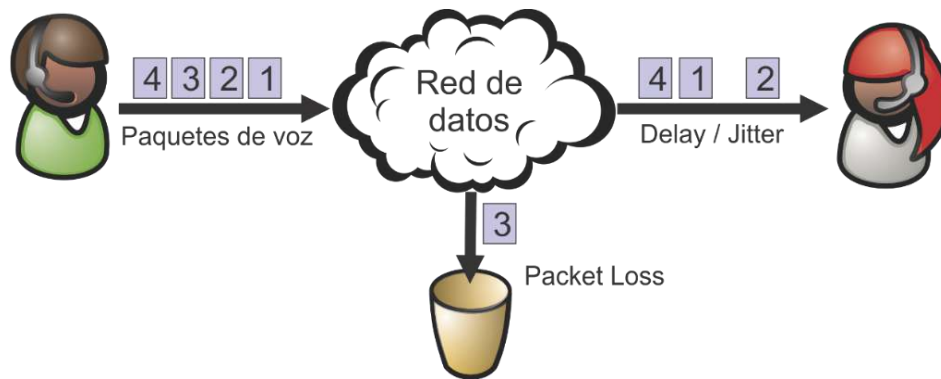 4 3 2 1
Paquetes de voz
Red de
datos
4 1 2
Delay / Jitter
3
Packet Loss